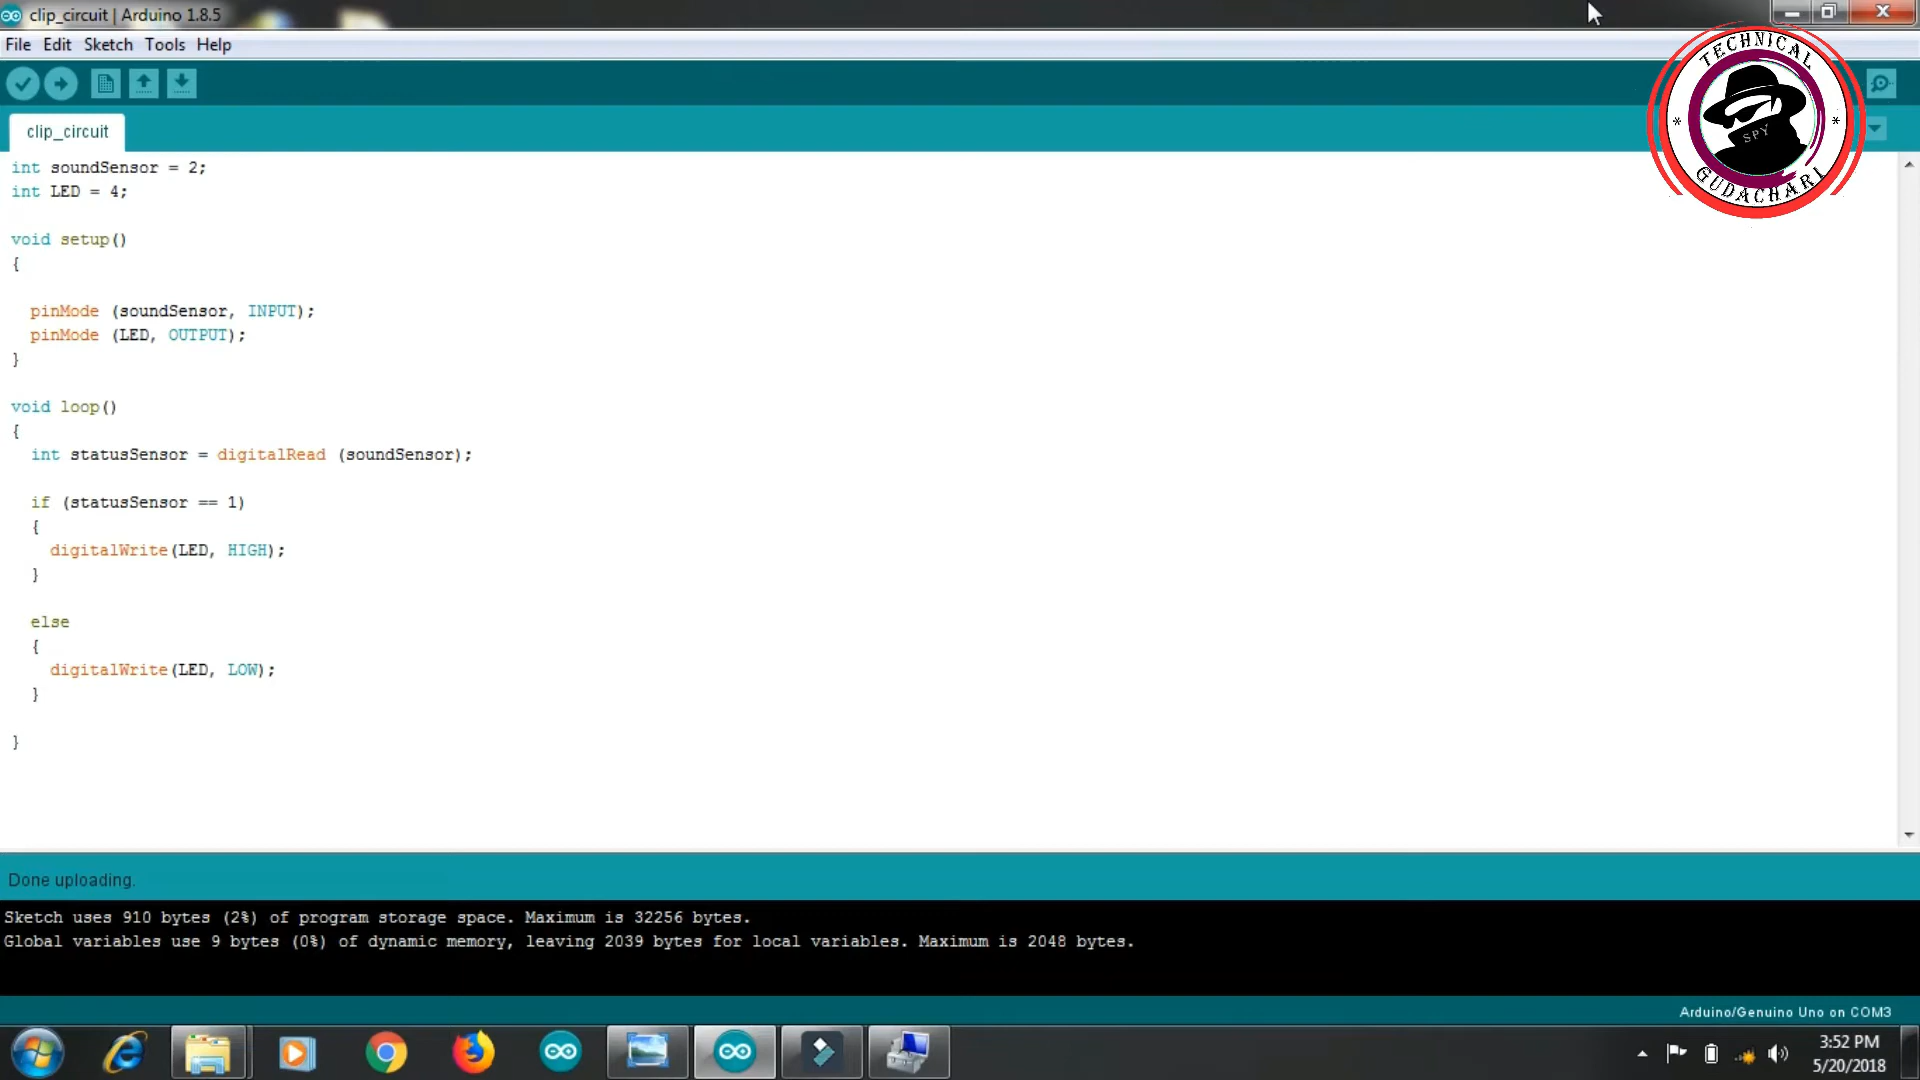 clip_circuit | Arduino 1.8.5
File Edit Sketch Tools Help
TECHNICAL
SPY
* *
GUDACHARI
clip_circuit
int soundSensor = 2;
int LED = 4;
void setup()
{
pinMode (soundSensor, INPUT);
pinMode (LED, OUTPUT);
}
void loop()
{
int statusSensor = digitalRead (soundSensor);
if (statusSensor == 1)
{
digitalWrite(LED, HIGH);
}
else
{
digitalWrite(LED, LOW);
}
}
Done uploading.
Sketch uses 910 bytes (2%) of program storage space. Maximum is 32256 bytes.
Global variables use 9 bytes (0%) of dynamic memory, leaving 2039 bytes for local variables. Maximum is 2048 bytes.
Arduino/Genuino Uno on COM3
3:52 PM
5/20/2018